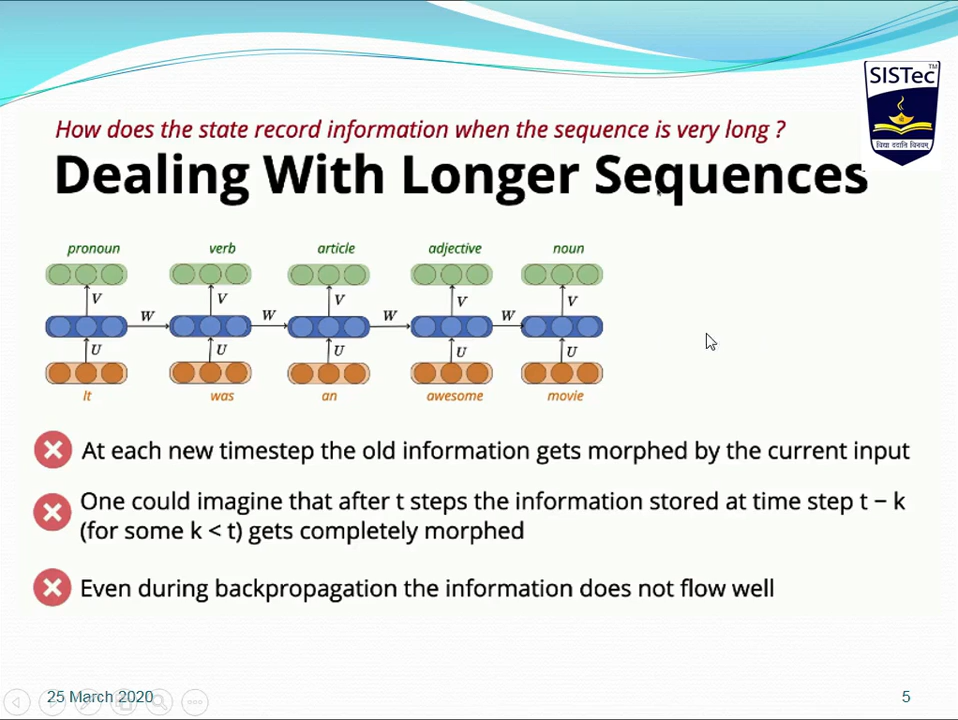 SISTec
TM
विद्या ददाति विनयम्
How does the state record information when the sequence is very long ?
Dealing With Longer Sequences
pronoun verb article adjective noun
V V V V V
W W W W
U U U U U
It was an awesome movie
At each new timestep the old information gets morphed by the current input
One could imagine that after t steps the information stored at time step t − k
(for some k < t) gets completely morphed
Even during backpropagation the information does not flow well
25 March 2020
5